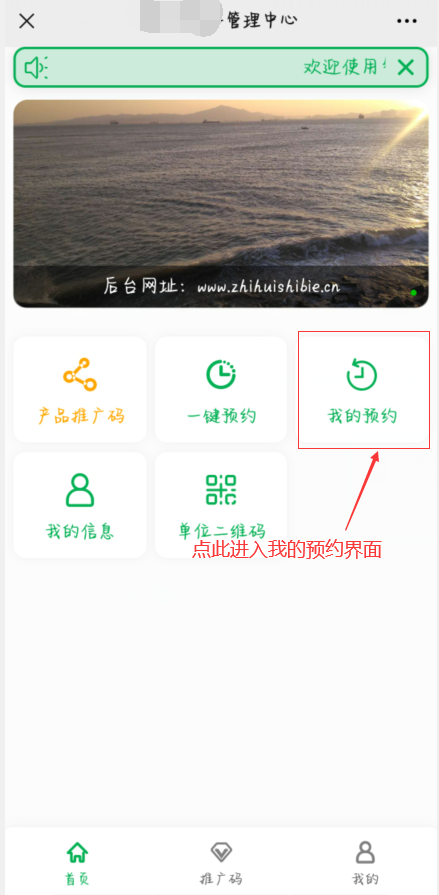 管理中心
欢迎使用
后台网址：www.zhihuishibie.cn
产品推广码
一键预约
我的预约
我的信息
单位二维码
点此进入我的预约界面
首页
推广码
我的